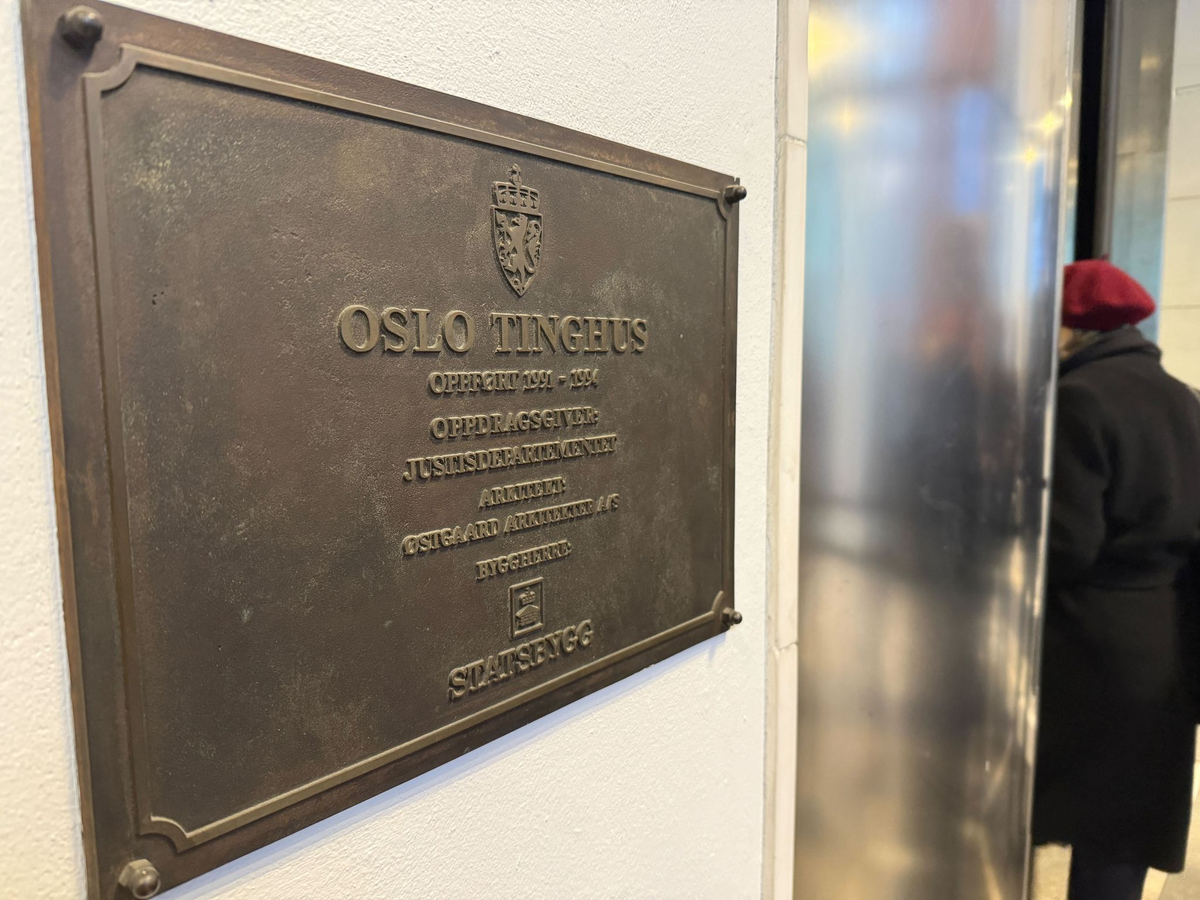 OSLO TINGHUS
OPPFØRT 1991 - 1994
OPPDRAGSGIVER:
JUSTISDEPARTEMENTET
ARKITEKT:
ØSTGAARD ARKITEKTER A/S
BYGGHERRE:
STATSBYGG